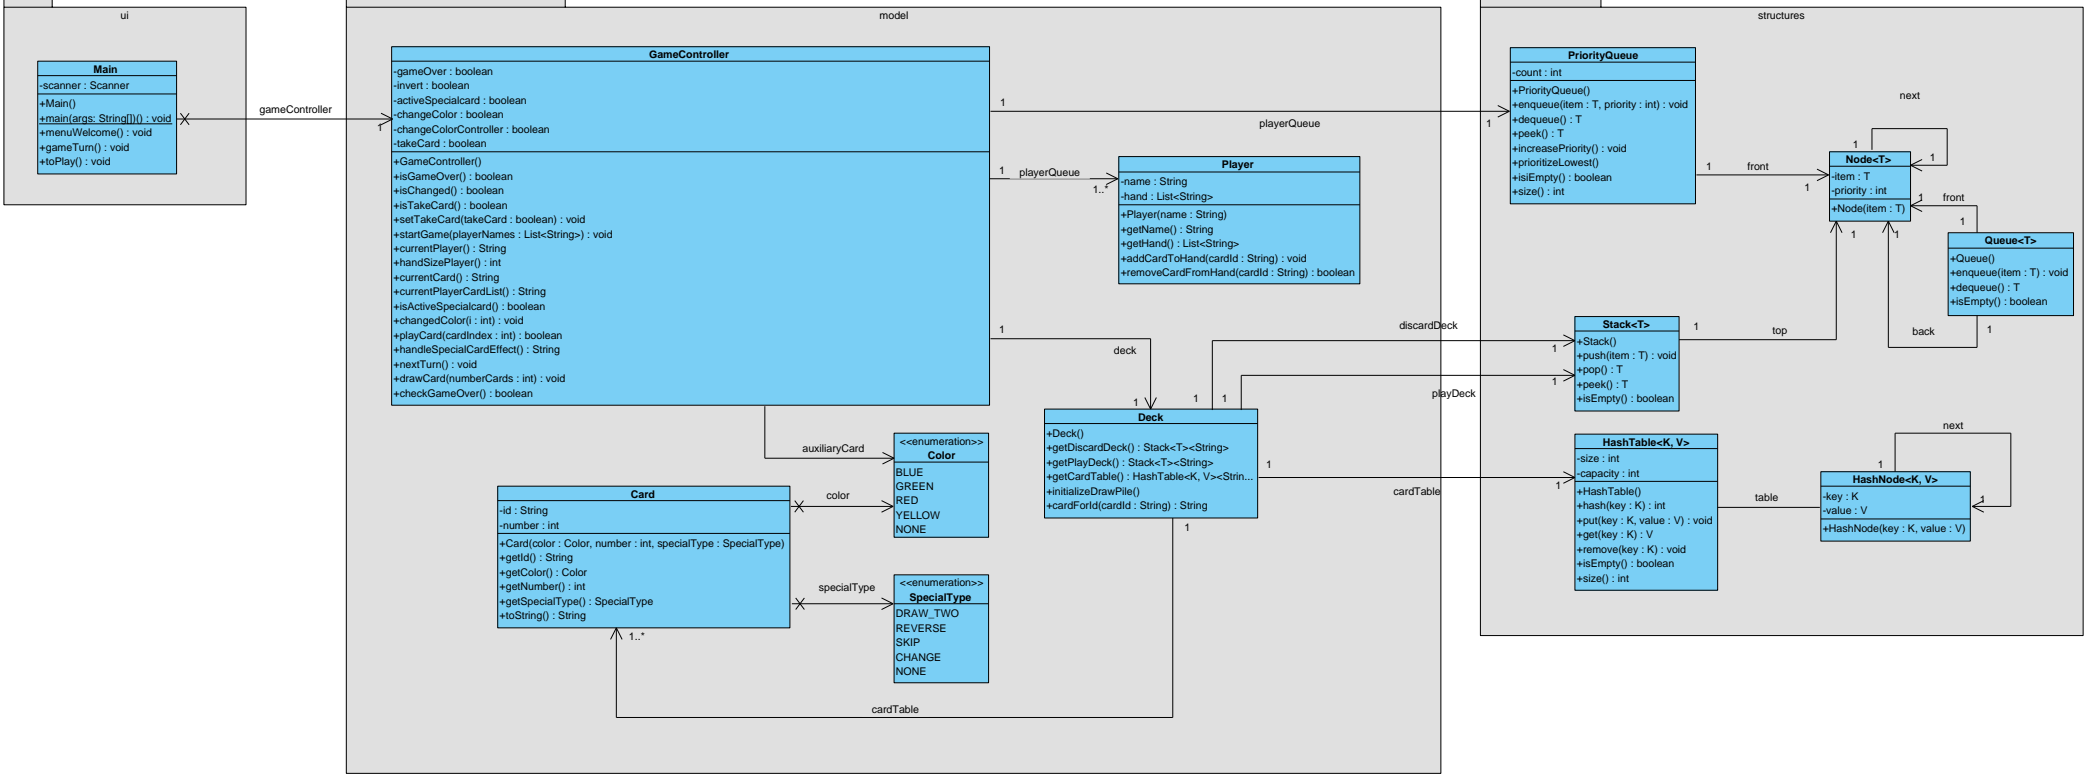 ui
Main
-scanner : Scanner
+Main()
+main(args: String[])() : void
+menuWelcome() : void
+gameTurn() : void
+toPlay() : void
gameController
1
model
GameController
-gameOver : boolean
-invert : boolean
-activeSpecialcard : boolean
-changeColor : boolean
-changeColorController : boolean
-takeCard : boolean
+GameController()
+isGameOver() : boolean
+isChanged() : boolean
+isTakeCard() : boolean
+setTakeCard(takeCard : boolean) : void
+startGame(playerNames : List<String>) : void
+currentPlayer() : String
+handSizePlayer() : int
+currentCard() : String
+currentPlayerCardList() : String
+isActiveSpecialcard() : boolean
+changedColor(i : int) : void
+playCard(cardIndex : int) : boolean
+handleSpecialCardEffect() : String
+nextTurn() : void
+drawCard(numberCards : int) : void
+checkGameOver() : boolean
1
playerQueue
1
1
playerQueue
1..*
Player
-name : String
-hand : List<String>
+Player(name : String)
+getName() : String
+getHand() : List<String>
+addCardToHand(cardId : String) : void
+removeCardFromHand(cardId : String) : boolean
1
deck
1
Deck
+Deck()
+getDiscardDeck() : Stack<T><String>
+getPlayDeck() : Stack<T><String>
+getCardTable() : HashTable<K, V><Strin...
+initializeDrawPile()
+cardForId(cardId : String) : String
1
discardDeck
1
1
playDeck
1
1
cardTable
1
1
cardTable
1..*
auxiliaryCard
<<enumeration>>
Color
BLUE
GREEN
RED
YELLOW
NONE
Card
-id : String
-number : int
+Card(color : Color, number : int, specialType : SpecialType)
+getId() : String
+getColor() : Color
+getNumber() : int
+getSpecialType() : SpecialType
+toString() : String
color
specialType
<<enumeration>>
SpecialType
DRAW_TWO
REVERSE
SKIP
CHANGE
NONE
structures
PriorityQueue
-count : int
+PriorityQueue()
+enqueue(item : T, priority : int) : void
+dequeue() : T
+peek() : T
+increasePriority() : void
+prioritizeLowest()
+isiEmpty() : boolean
+size() : int
1
front
1
next
1
1
Node<T>
-item : T
-priority : int
+Node(item : T)
1
front
1
Queue<T>
+Queue()
+enqueue(item : T) : void
+dequeue() : T
+isEmpty() : boolean
1
back
1
Stack<T>
+Stack()
+push(item : T) : void
+pop() : T
+peek() : T
+isEmpty() : boolean
1
top
1
HashTable<K, V>
-size : int
-capacity : int
+HashTable()
+hash(key : K) : int
+put(key : K, value : V) : void
+get(key : K) : V
+remove(key : K) : void
+isEmpty() : boolean
+size() : int
table
next
1
1
HashNode<K, V>
-key : K
-value : V
+HashNode(key : K, value : V)